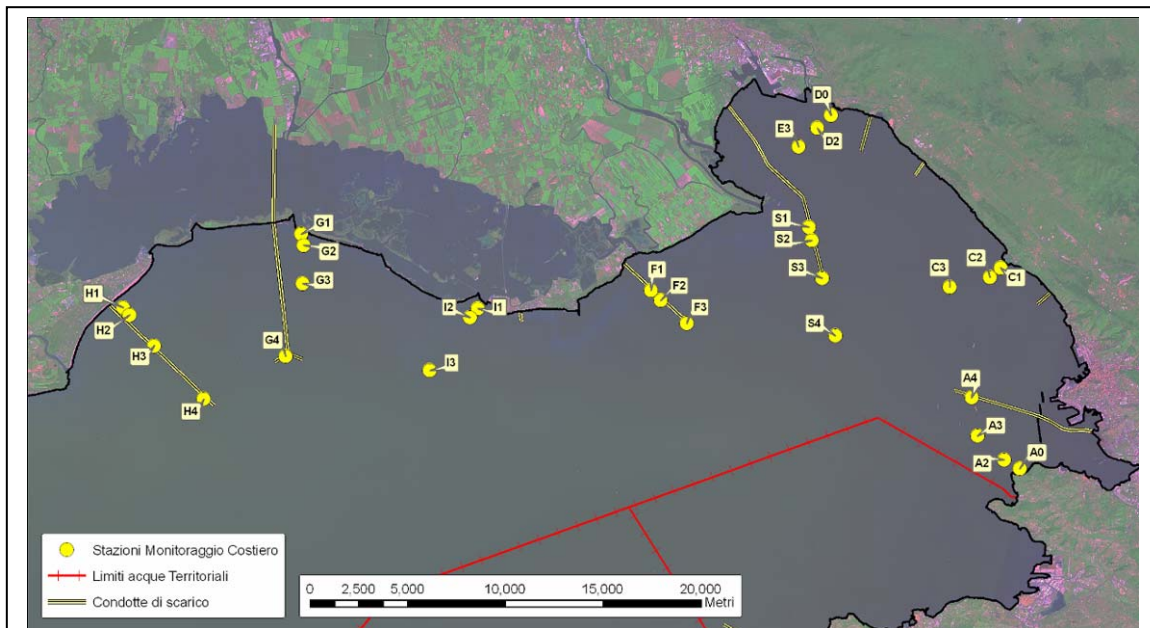 D0
E3
D2
S1
G1
S2
G2
C2
S3
C3
C1
F1
G3
F2
H1
I2
I1
F3
H2
S4
H3
G4
I3
A4
H4
A3
A2
A0
Stazioni Monitoraggio Costiero
Limiti acque Territoriali
Condotte di scarico
0 2,500 5,000 10,000 15,000 20,000
Metri